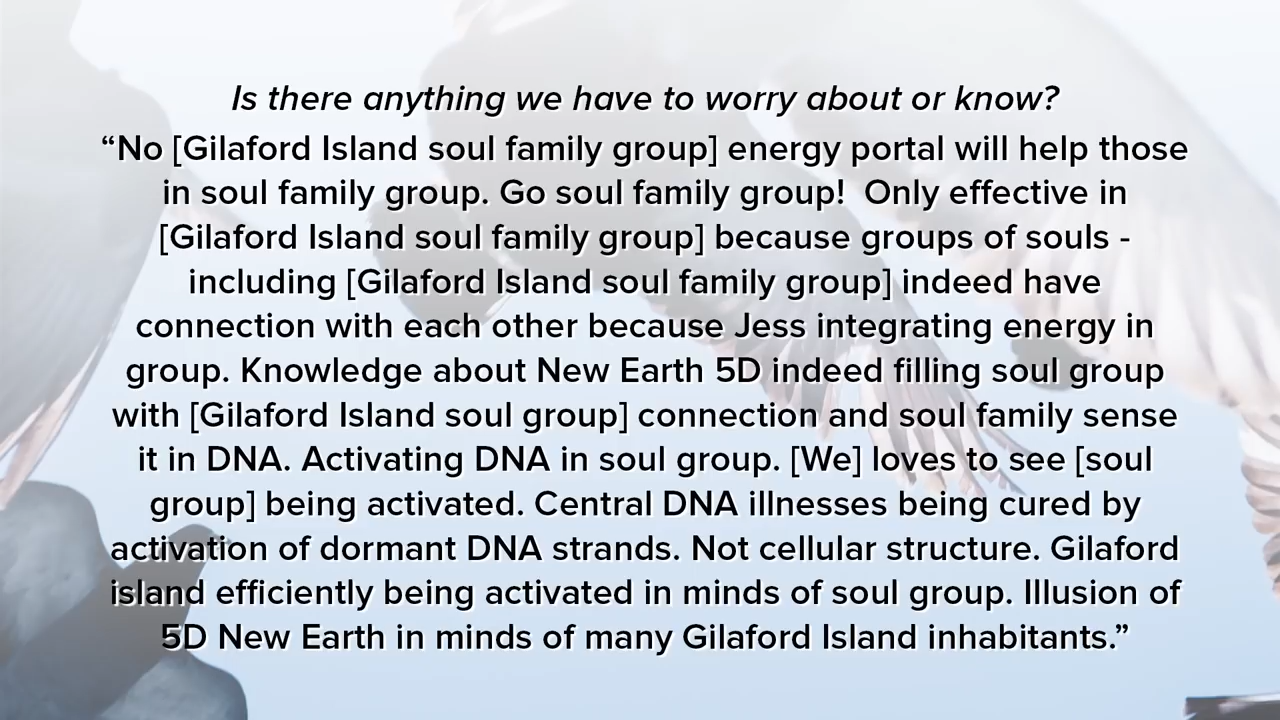 Is there anything we have to worry about or know?
“No [Gilaford Island soul family group] energy portal will help those
in soul family group. Go soul family group!  Only effective in
[Gilaford Island soul family group] because groups of souls -
including [Gilaford Island soul family group] indeed have
connection with each other because Jess integrating energy in
group. Knowledge about New Earth 5D indeed filling soul group
with [Gilaford Island soul group] connection and soul family sense
it in DNA. Activating DNA in soul group. [We] loves to see [soul
group] being activated. Central DNA illnesses being cured by
activation of dormant DNA strands. Not cellular structure. Gilaford
island efficiently being activated in minds of soul group. Illusion of
5D New Earth in minds of many Gilaford Island inhabitants.”